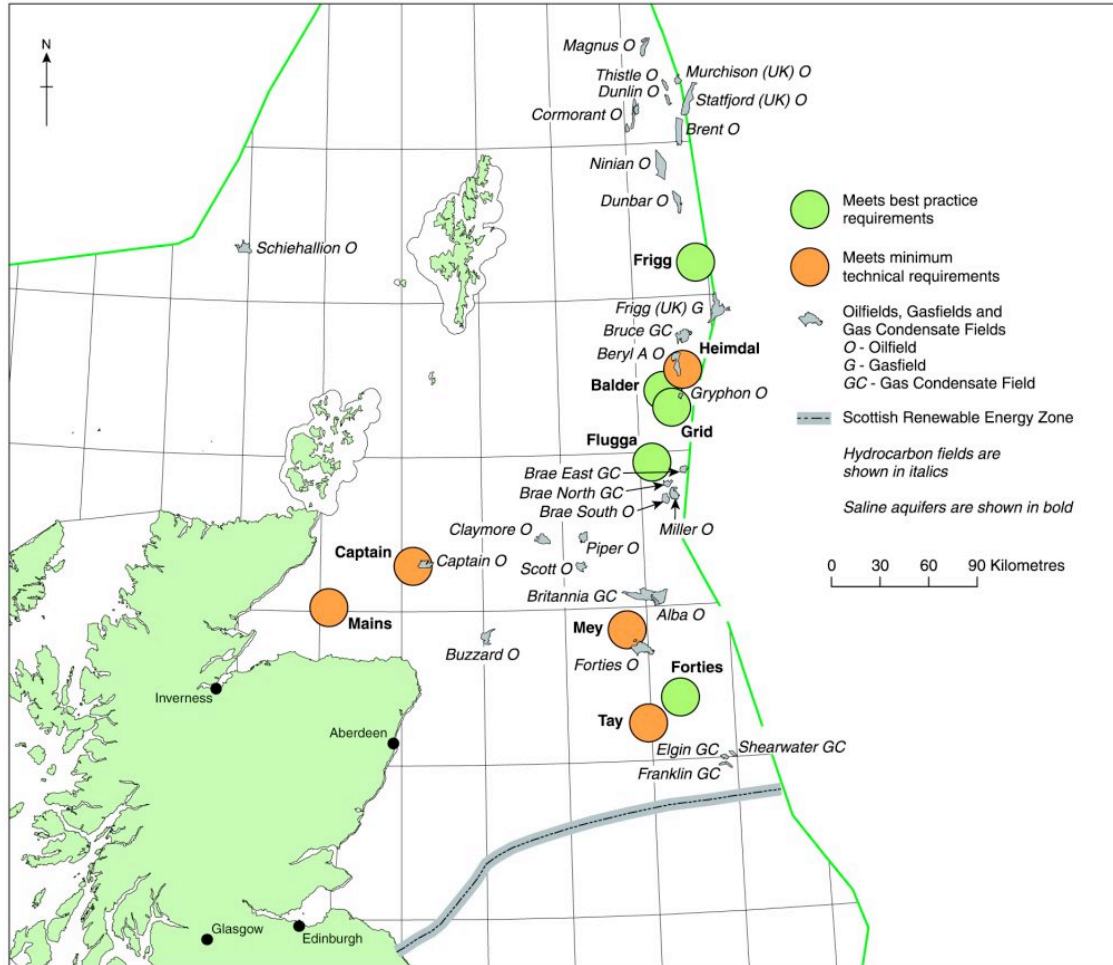 N
Magnus O
Thistle O
Murchison (UK) O
Dunlin O
Statfjord (UK) O
Cormorant O
Brent O
Ninian O
Dunbar O
Schiehallion O
Frigg
Frigg (UK) G
Bruce GC
Heimdal
Beryl A O
Balder
Gryphon O
Grid
Flugga
Brae East GC
Brae North GC
Brae South O
Miller O
Claymore O
Piper O
Captain
Captain O
Scott O
Britannia GC
Alba O
Mains
Mey
Buzzard O
Forties O
Forties
Inverness
Tay
Aberdeen
Elgin GC
Shearwater GC
Franklin GC
Glasgow
Edinburgh
Meets best practice
requirements
Meets minimum
technical requirements
Oilfields, Gasfields and
Gas Condensate Fields
O - Oilfield
G - Gasfield
GC - Gas Condensate Field
Scottish Renewable Energy Zone
Hydrocarbon fields are
shown in italics
Saline aquifers are shown in bold
0 30 60 90 Kilometres